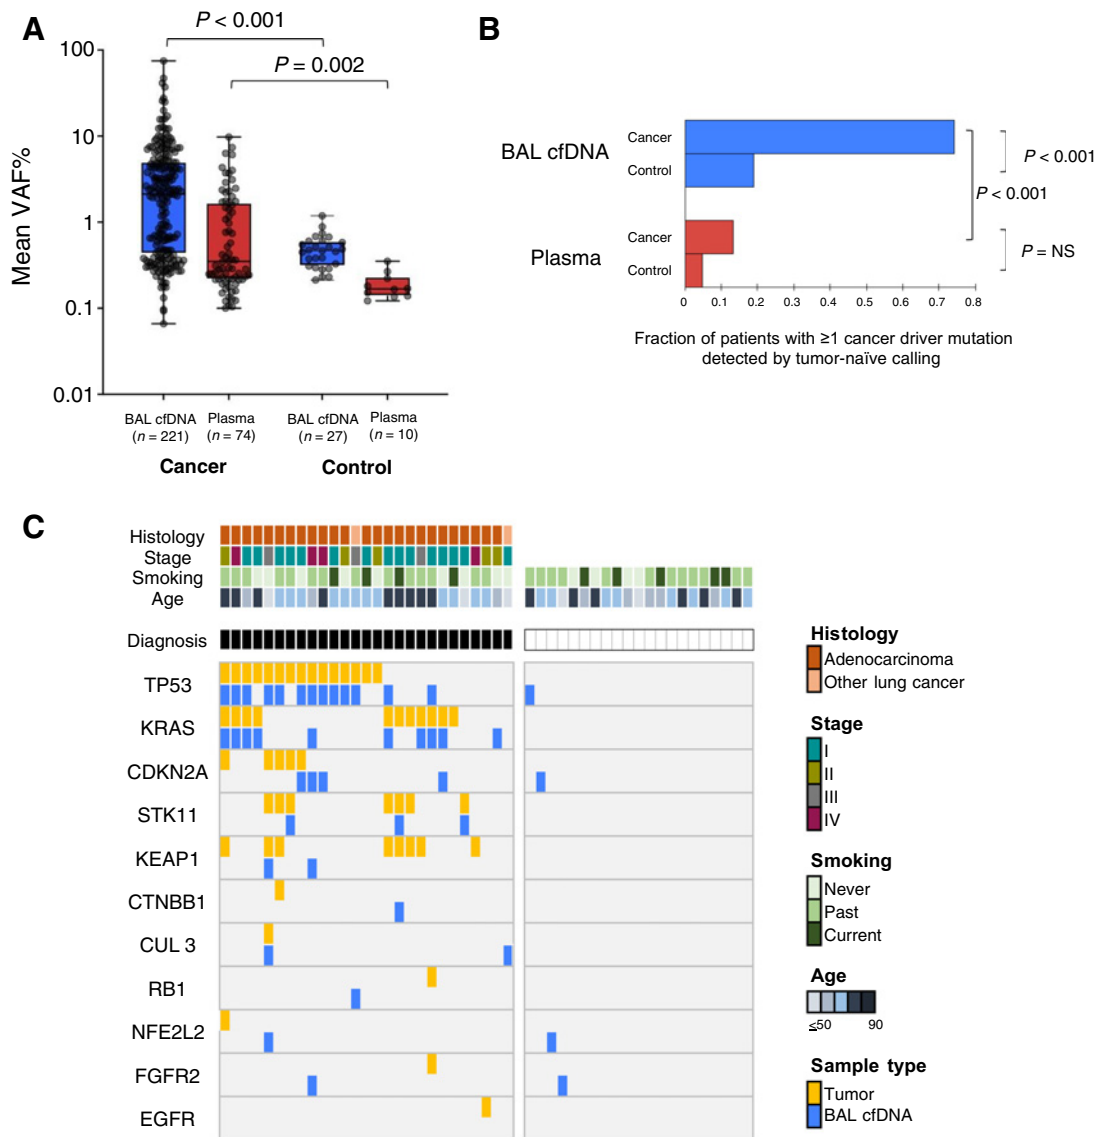 A
P < 0.001
P = 0.002
Mean VAF%
100
10
1
0.1
0.01
BAL cfDNA
(n = 221)
Plasma
(n = 74)
BAL cfDNA
(n = 27)
Plasma
(n = 10)
Cancer
Control
B
BAL cfDNA
Cancer
Control
Plasma
Cancer
Control
P < 0.001
P < 0.001
P = NS
0 0.1 0.2 0.3 0.4 0.5 0.6 0.7 0.8
Fraction of patients with ≥1 cancer driver mutation
detected by tumor-naïve calling
C
Histology
Stage
Smoking
Age
Diagnosis
TP53
KRAS
CDKN2A
STK11
KEAP1
CTNBB1
CUL 3
RB1
NFE2L2
FGFR2
EGFR
Histology
Adenocarcinoma
Other lung cancer
Stage
I
II
III
IV
Smoking
Never
Past
Current
Age
≤50 90
Sample type
Tumor
BAL cfDNA